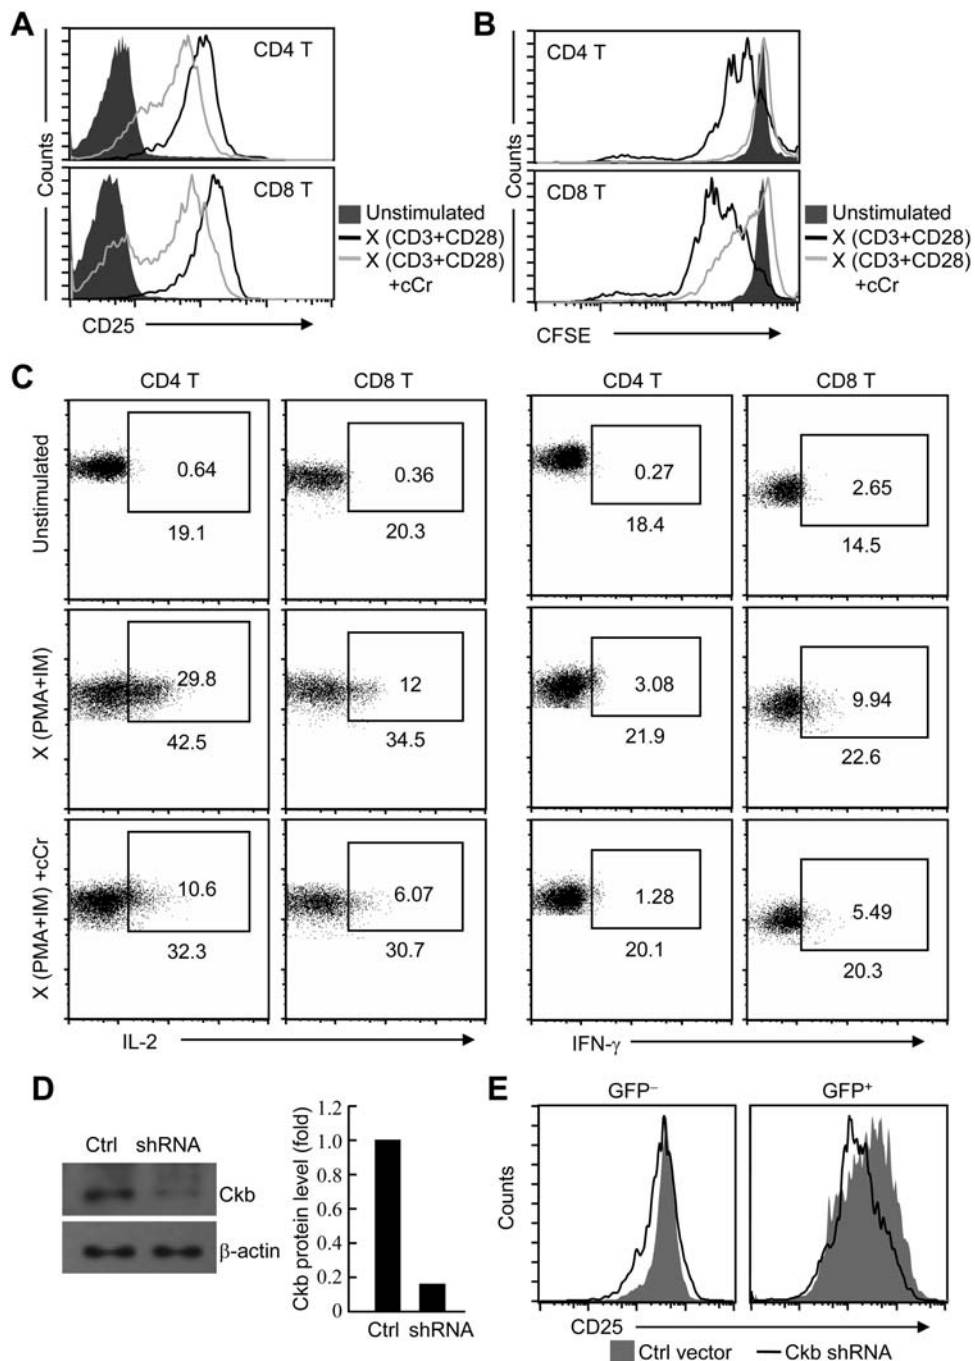 A
CD4 T
Counts
CD8 T
CD25
Unstimulated
X (CD3+CD28)
X (CD3+CD28)
+cCr
B
CD4 T
Counts
CD8 T
CFSE
Unstimulated
X (CD3+CD28)
X (CD3+CD28)
+cCr
C
CD4 T CD8 T CD4 T CD8 T
Unstimulated
0.64 0.36 0.27 2.65
19.1 20.3 18.4 14.5
X (PMA+IM)
29.8 12 3.08 9.94
42.5 34.5 21.9 22.6
X (PMA+IM) +cCr
10.6 6.07 1.28 5.49
32.3 30.7 20.1 20.3
IL-2 IFN-γ
D
Ctrl shRNA
Ckb
β-actin
Ckb protein level (fold)
1.2
1.0
0.8
0.6
0.4
0.2
0
Ctrl shRNA
E
GFP⁻ GFP⁺
Counts
CD25
Ctrl vector Ckb shRNA